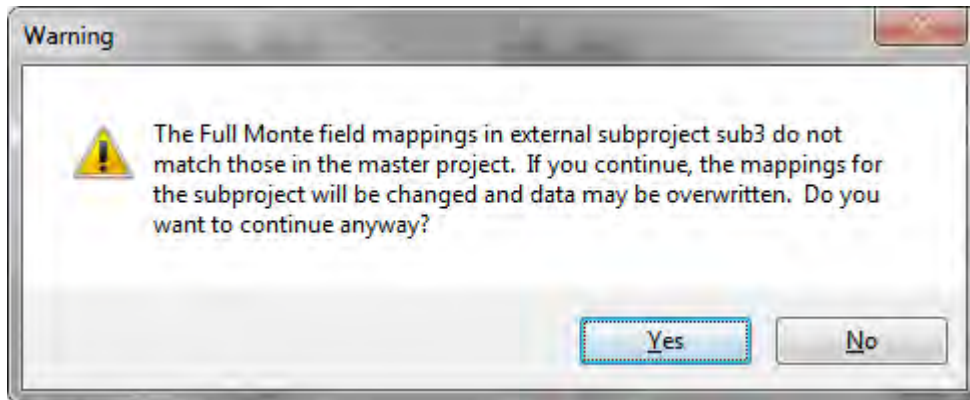 Warning
The Full Monte field mappings in external subproject sub3 do not
match those in the master project.  If you continue, the mappings for
the subproject will be changed and data may be overwritten.  Do you
want to continue anyway?
Yes
No